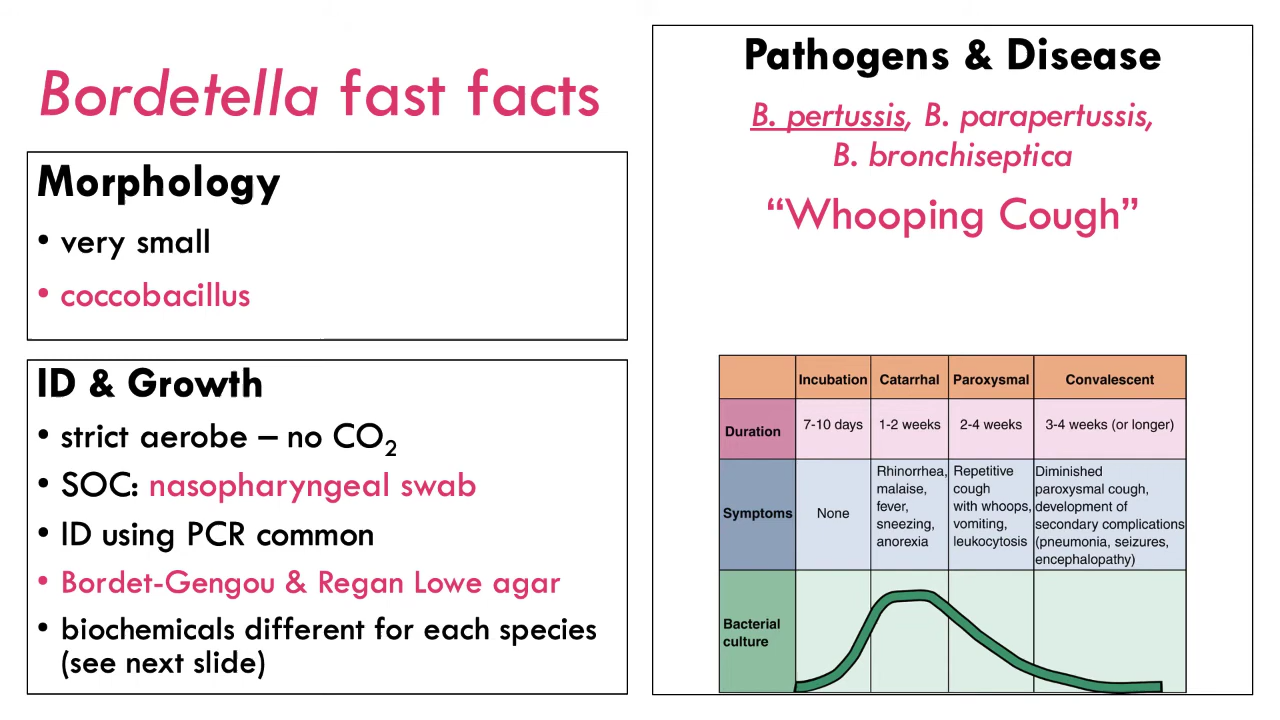 Bordetella fast facts
Morphology
• very small
• coccobacillus
ID & Growth
• strict aerobe – no CO2
• SOC: nasopharyngeal swab
• ID using PCR common
• Bordet-Gengou & Regan Lowe agar
• biochemicals different for each species
(see next slide)
Pathogens & Disease
B. pertussis, B. parapertussis,
B. bronchiseptica
“Whooping Cough”
Incubation Catarrhal Paroxysmal Convalescent
Duration 7-10 days 1-2 weeks 2-4 weeks 3-4 weeks (or longer)
Symptoms
None
Rhinorrhea,
malaise,
fever,
sneezing,
anorexia
Repetitive
cough
with whoops,
vomiting,
leukocytosis
Diminished
paroxysmal cough,
development of
secondary complications
(pneumonia, seizures,
encephalopathy)
Bacterial
culture